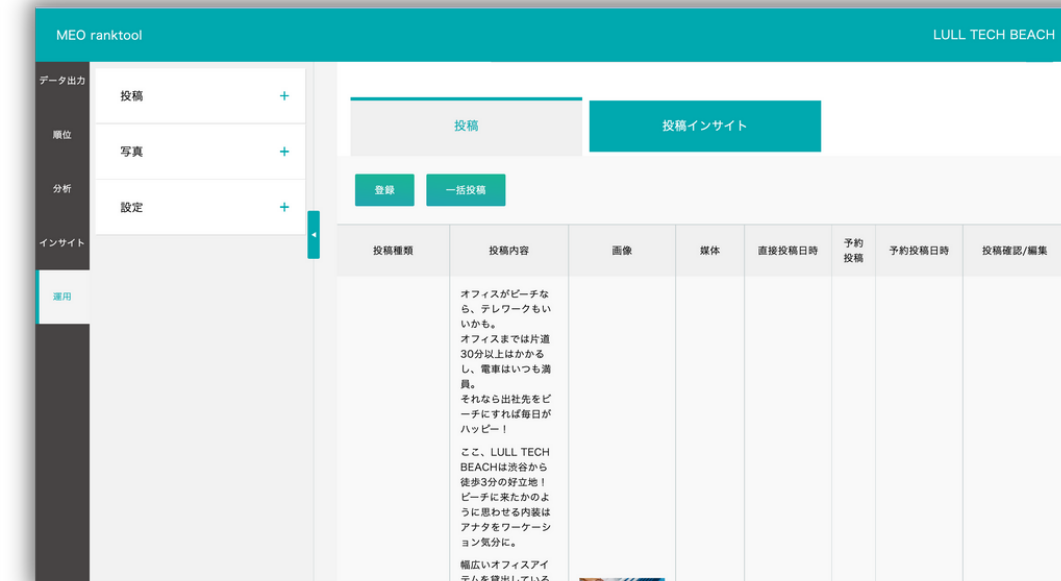 MEO ranktool
LULL TECH BEACH
データ出力
順位
分析
インサイト
運用
投稿 +
写真 +
設定 +
投稿
投稿インサイト
登録
一括投稿
投稿種類
投稿内容
画像
媒体
直接投稿日時
予約
投稿
予約投稿日時
投稿確認/編集
オフィスがビーチな
ら、テレワークもい
いかも。
オフィスまでは片道
30分以上はかかる
し、電車はいつも満
員。
それなら出社先をビ
ーチにすれば毎日が
ハッピー！
ここ、LULL TECH
BEACHは渋谷から
徒歩3分の好立地！
ビーチに来たかのよ
うに思わせる内装は
アナタをワーケーシ
ョン気分に。
幅広いオフィスアイ
テムを貸出している